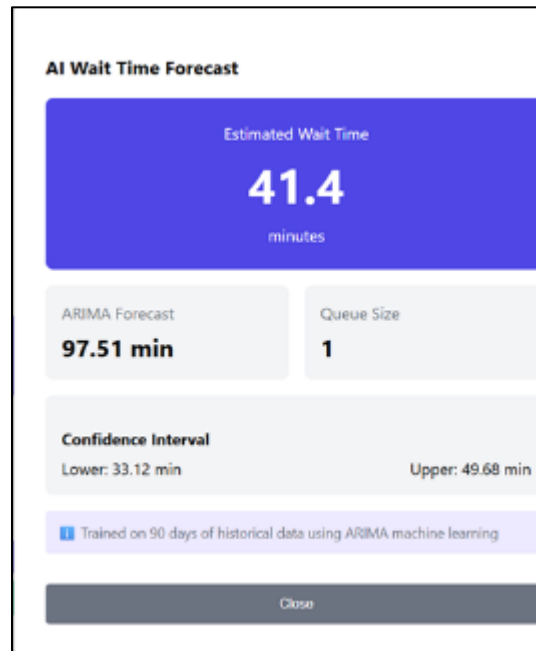 AI Wait Time Forecast
Estimated Wait Time
41.4
minutes
ARIMA Forecast
97.51 min
Queue Size
1
Confidence Interval
Lower: 33.12 min
Upper: 49.68 min
Trained on 90 days of historical data using ARIMA machine learning
Close